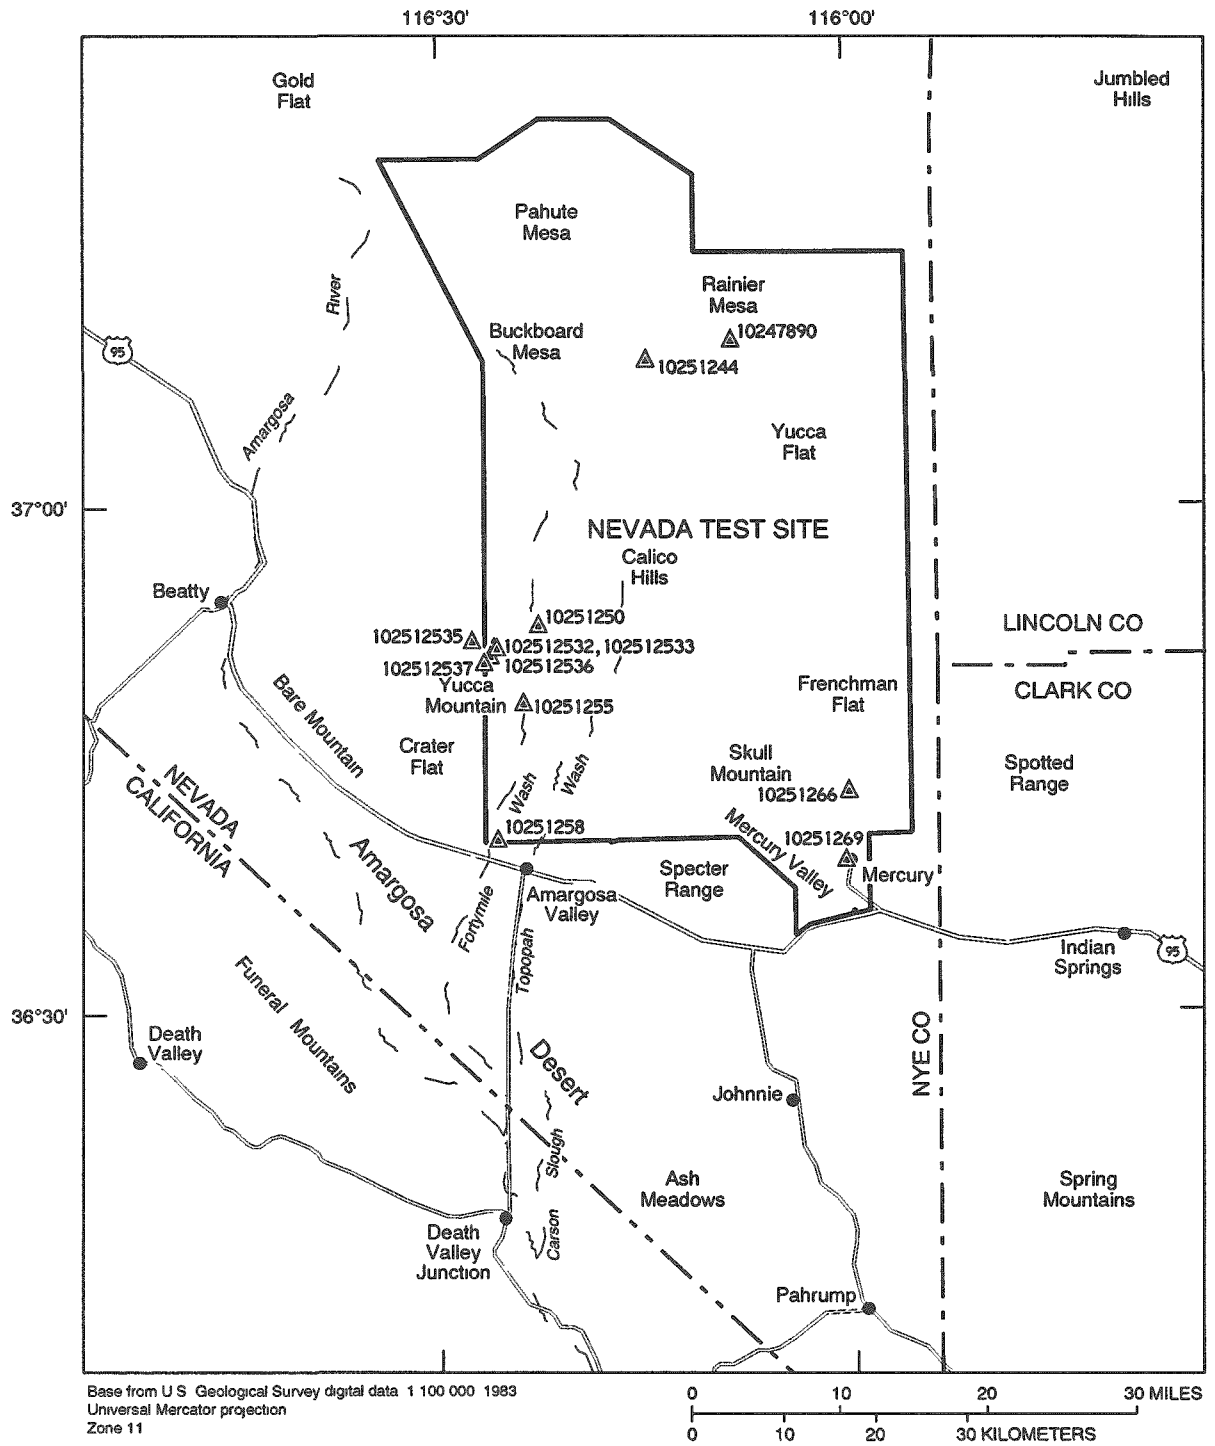 116°30'
116°00'
Gold
Flat
Jumbled
Hills
Pahute
Mesa
Rainier
Mesa
River
10247890
Buckboard
Mesa
10251244
95
Amargosa
Yucca
Flat
37°00'
NEVADA TEST SITE
Calico
Hills
Beatty
10251250
102512535
102512532, 102512533
102512537
102512536
LINCOLN CO
CLARK CO
Yucca
Mountain
10251255
Frenchman
Flat
Bare Mountain
Crater
Flat
Skull
Mountain
10251266
Spotted
Range
Wash
Wash
NEVADA
CALIFORNIA
10251258
Mercury Valley
10251269
Mercury
Amargosa
Specter
Range
Amargosa
Valley
Fortymile
Topopah
Indian
Springs
95
Funeral Mountains
36°30'
Death
Valley
Desert
NYE CO
Johnnie
Slough
Ash
Meadows
Spring
Mountains
Carson
Death
Valley
Junction
Pahrump
Base from U S Geological Survey digital data 1 100 000 1983
Universal Mercator projection
Zone 11
0 10 20 30 MILES
0 10 20 30 KILOMETERS